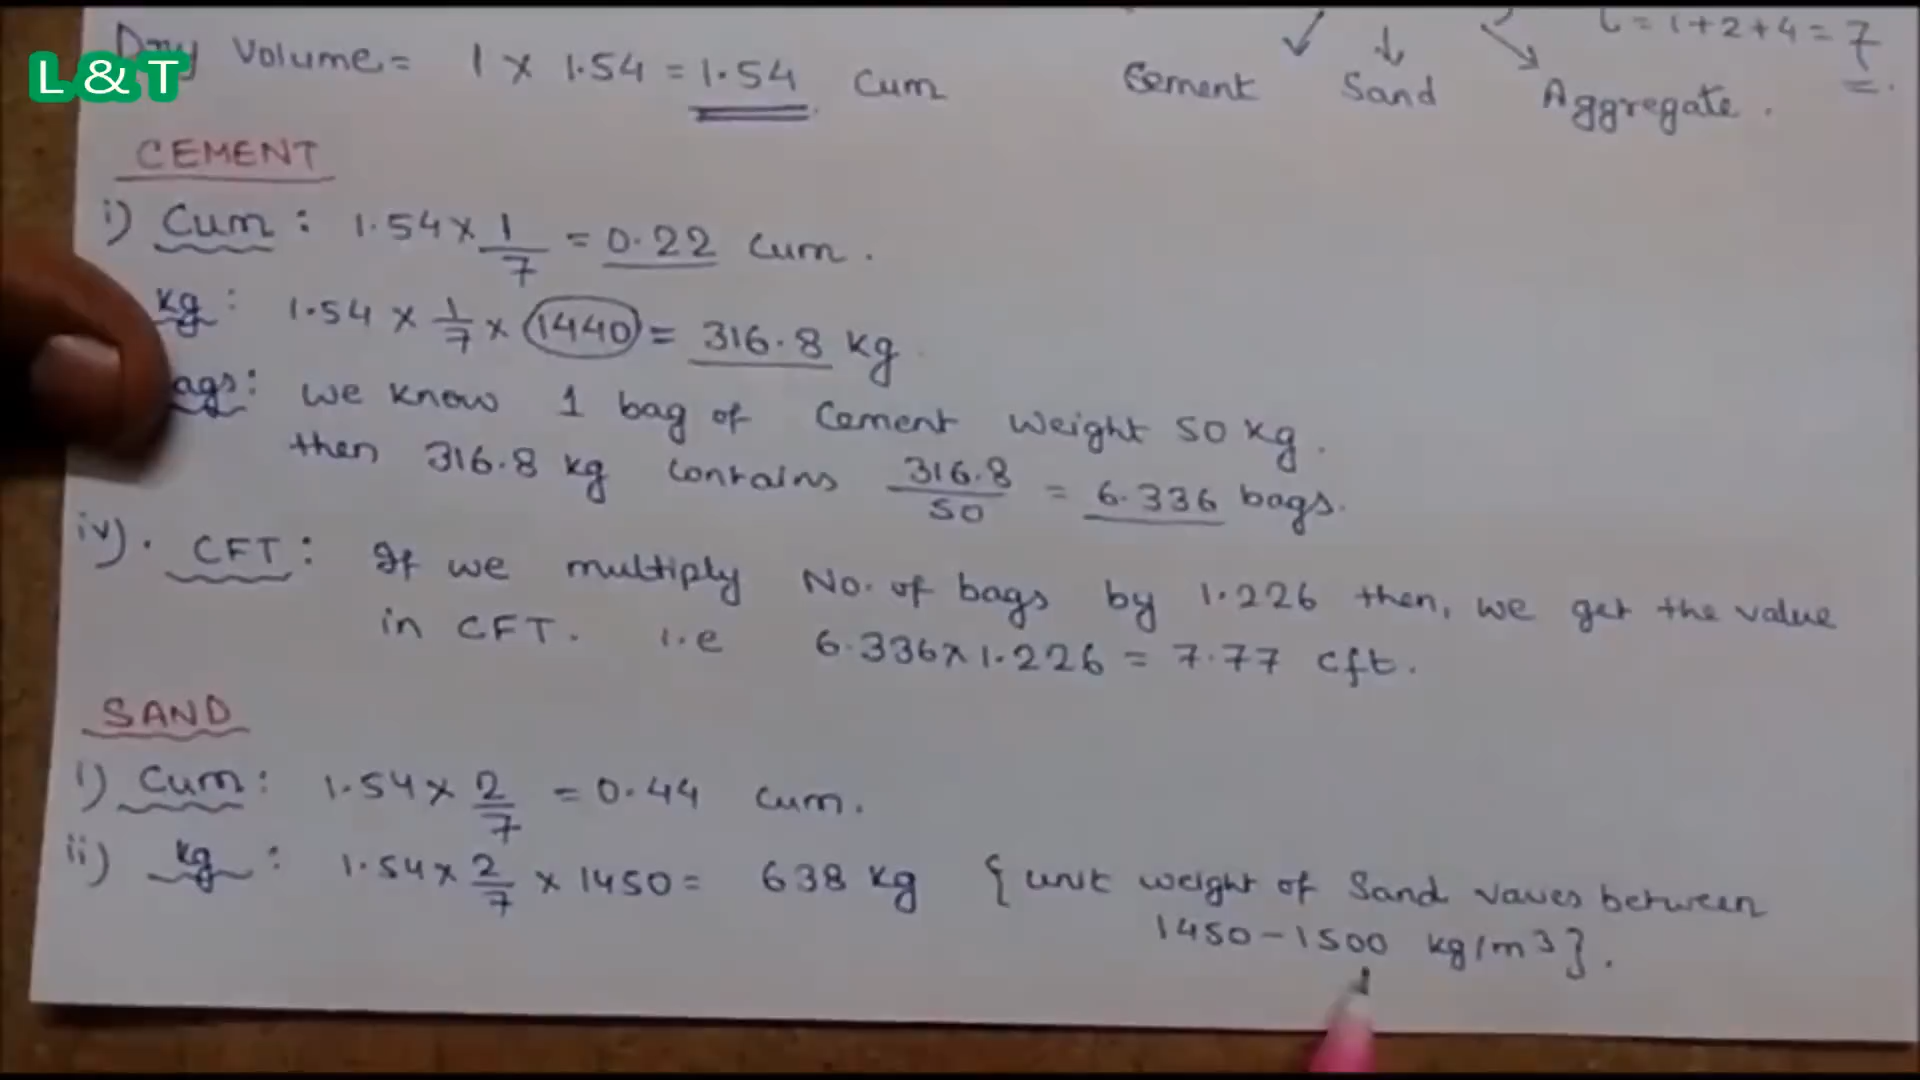 L & T
Dry Volume = 1 × 1.54 = 1.54 Cum
= 1+2+4 = 7
Cement Sand Aggregate.
CEMENT
i) Cum : 1.54 × 1/7 = 0.22 Cum.
kg : 1.54 × 1/7 × 1440 = 316.8 kg
ags : We know 1 bag of Cement Weight 50 kg.
then 316.8 kg contains 316.8/50 = 6.336 bags.
iv). CFT : If we multiply No. of bags by 1.226 then, we get the value
in CFT. i.e 6.336 × 1.226 = 7.77 cft.
SAND
i) Cum : 1.54 × 2/7 = 0.44 Cum.
ii) kg : 1.54 × 2/7 × 1450 = 638 kg { unit weight of Sand varies between
1450 - 1500 kg/m3 }.